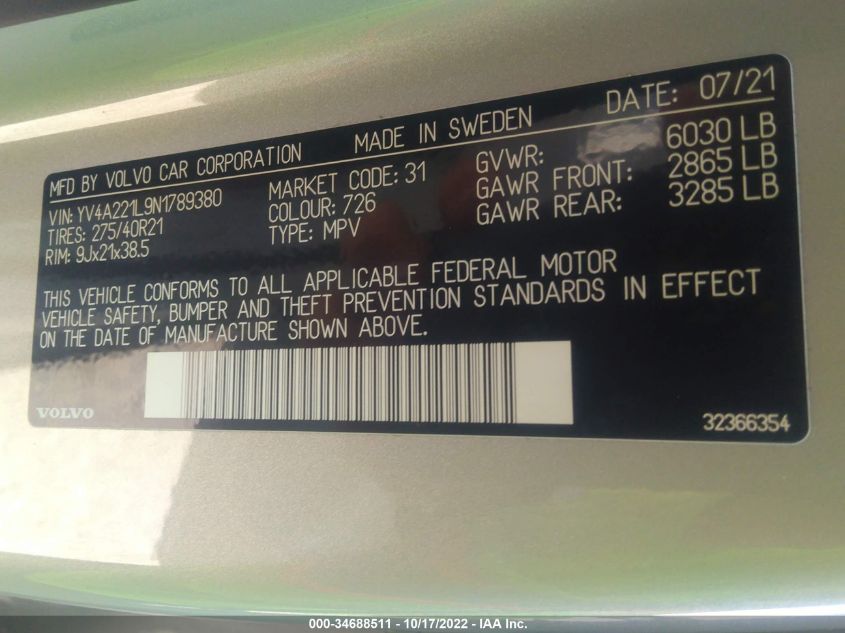 MFD BY VOLVO CAR CORPORATION MADE IN SWEDEN DATE: 07/21
VIN: YV4A221L9N1789380 MARKET CODE: 31 GVWR: 6030 LB
TIRES: 275/40R21 COLOUR: 726 GAWR FRONT: 2865 LB
RIM: 9Jx21x38.5 TYPE: MPV GAWR REAR: 3285 LB
THIS VEHICLE CONFORMS TO ALL APPLICABLE FEDERAL MOTOR
VEHICLE SAFETY, BUMPER AND THEFT PREVENTION STANDARDS IN EFFECT
ON THE DATE OF MANUFACTURE SHOWN ABOVE.
VOLVO 32366354
000-34688511 - 10/17/2022 - IAA Inc.